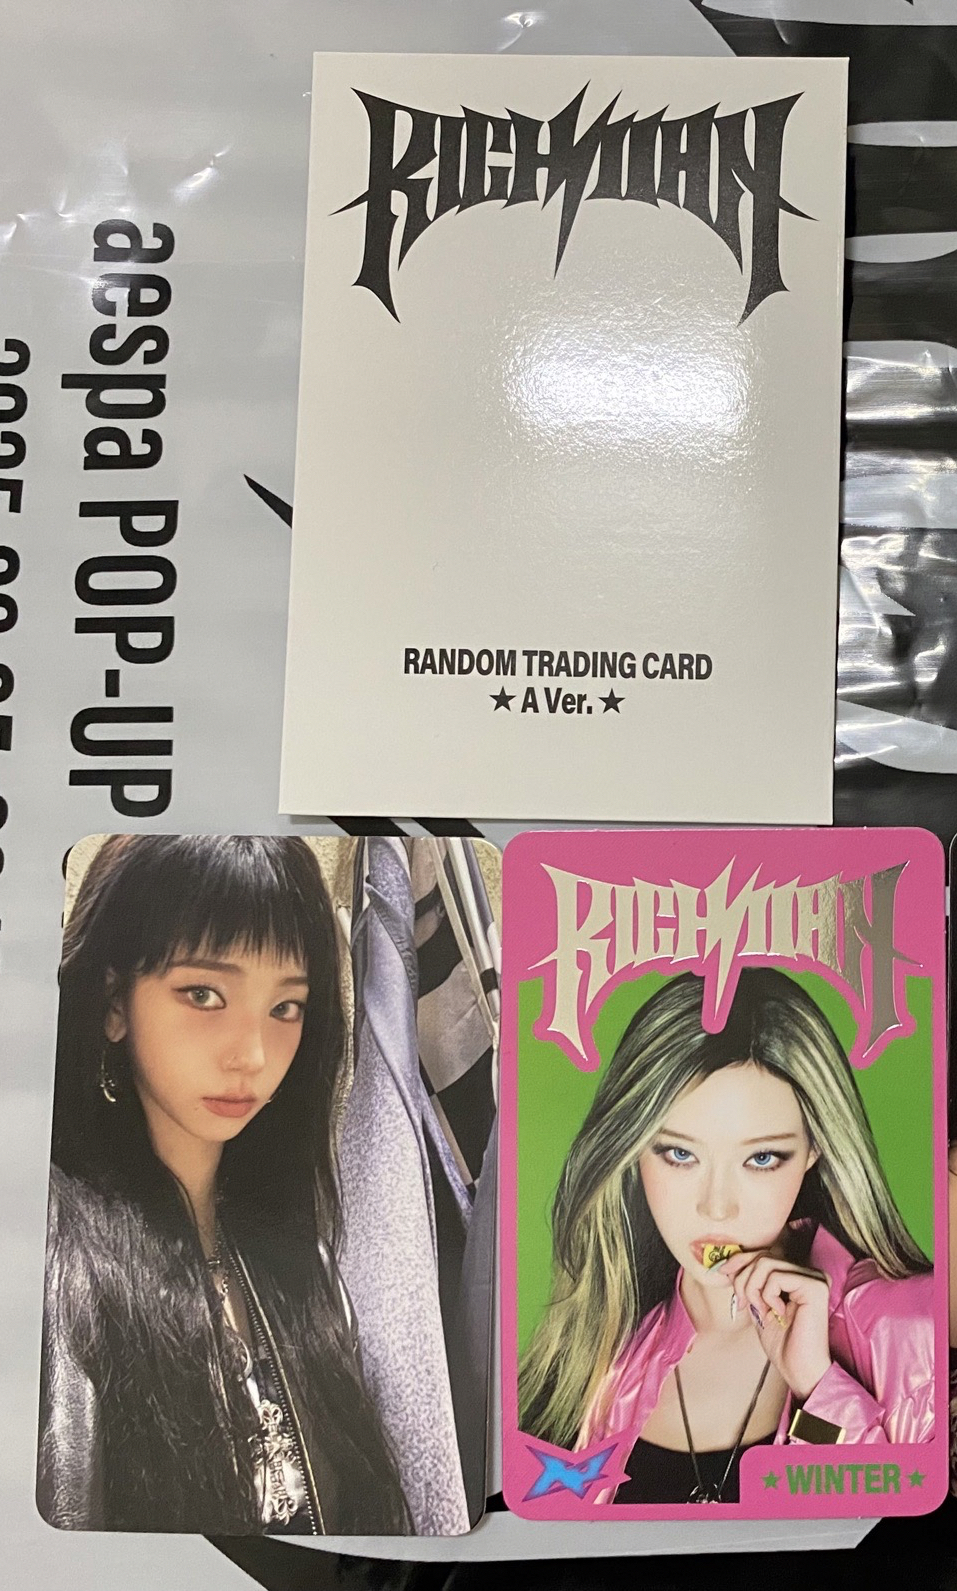 RICH MAN
aespa POP-UP
RANDOM TRADING CARD
★ A Ver. ★
RICH MAN
★ WINTER ★